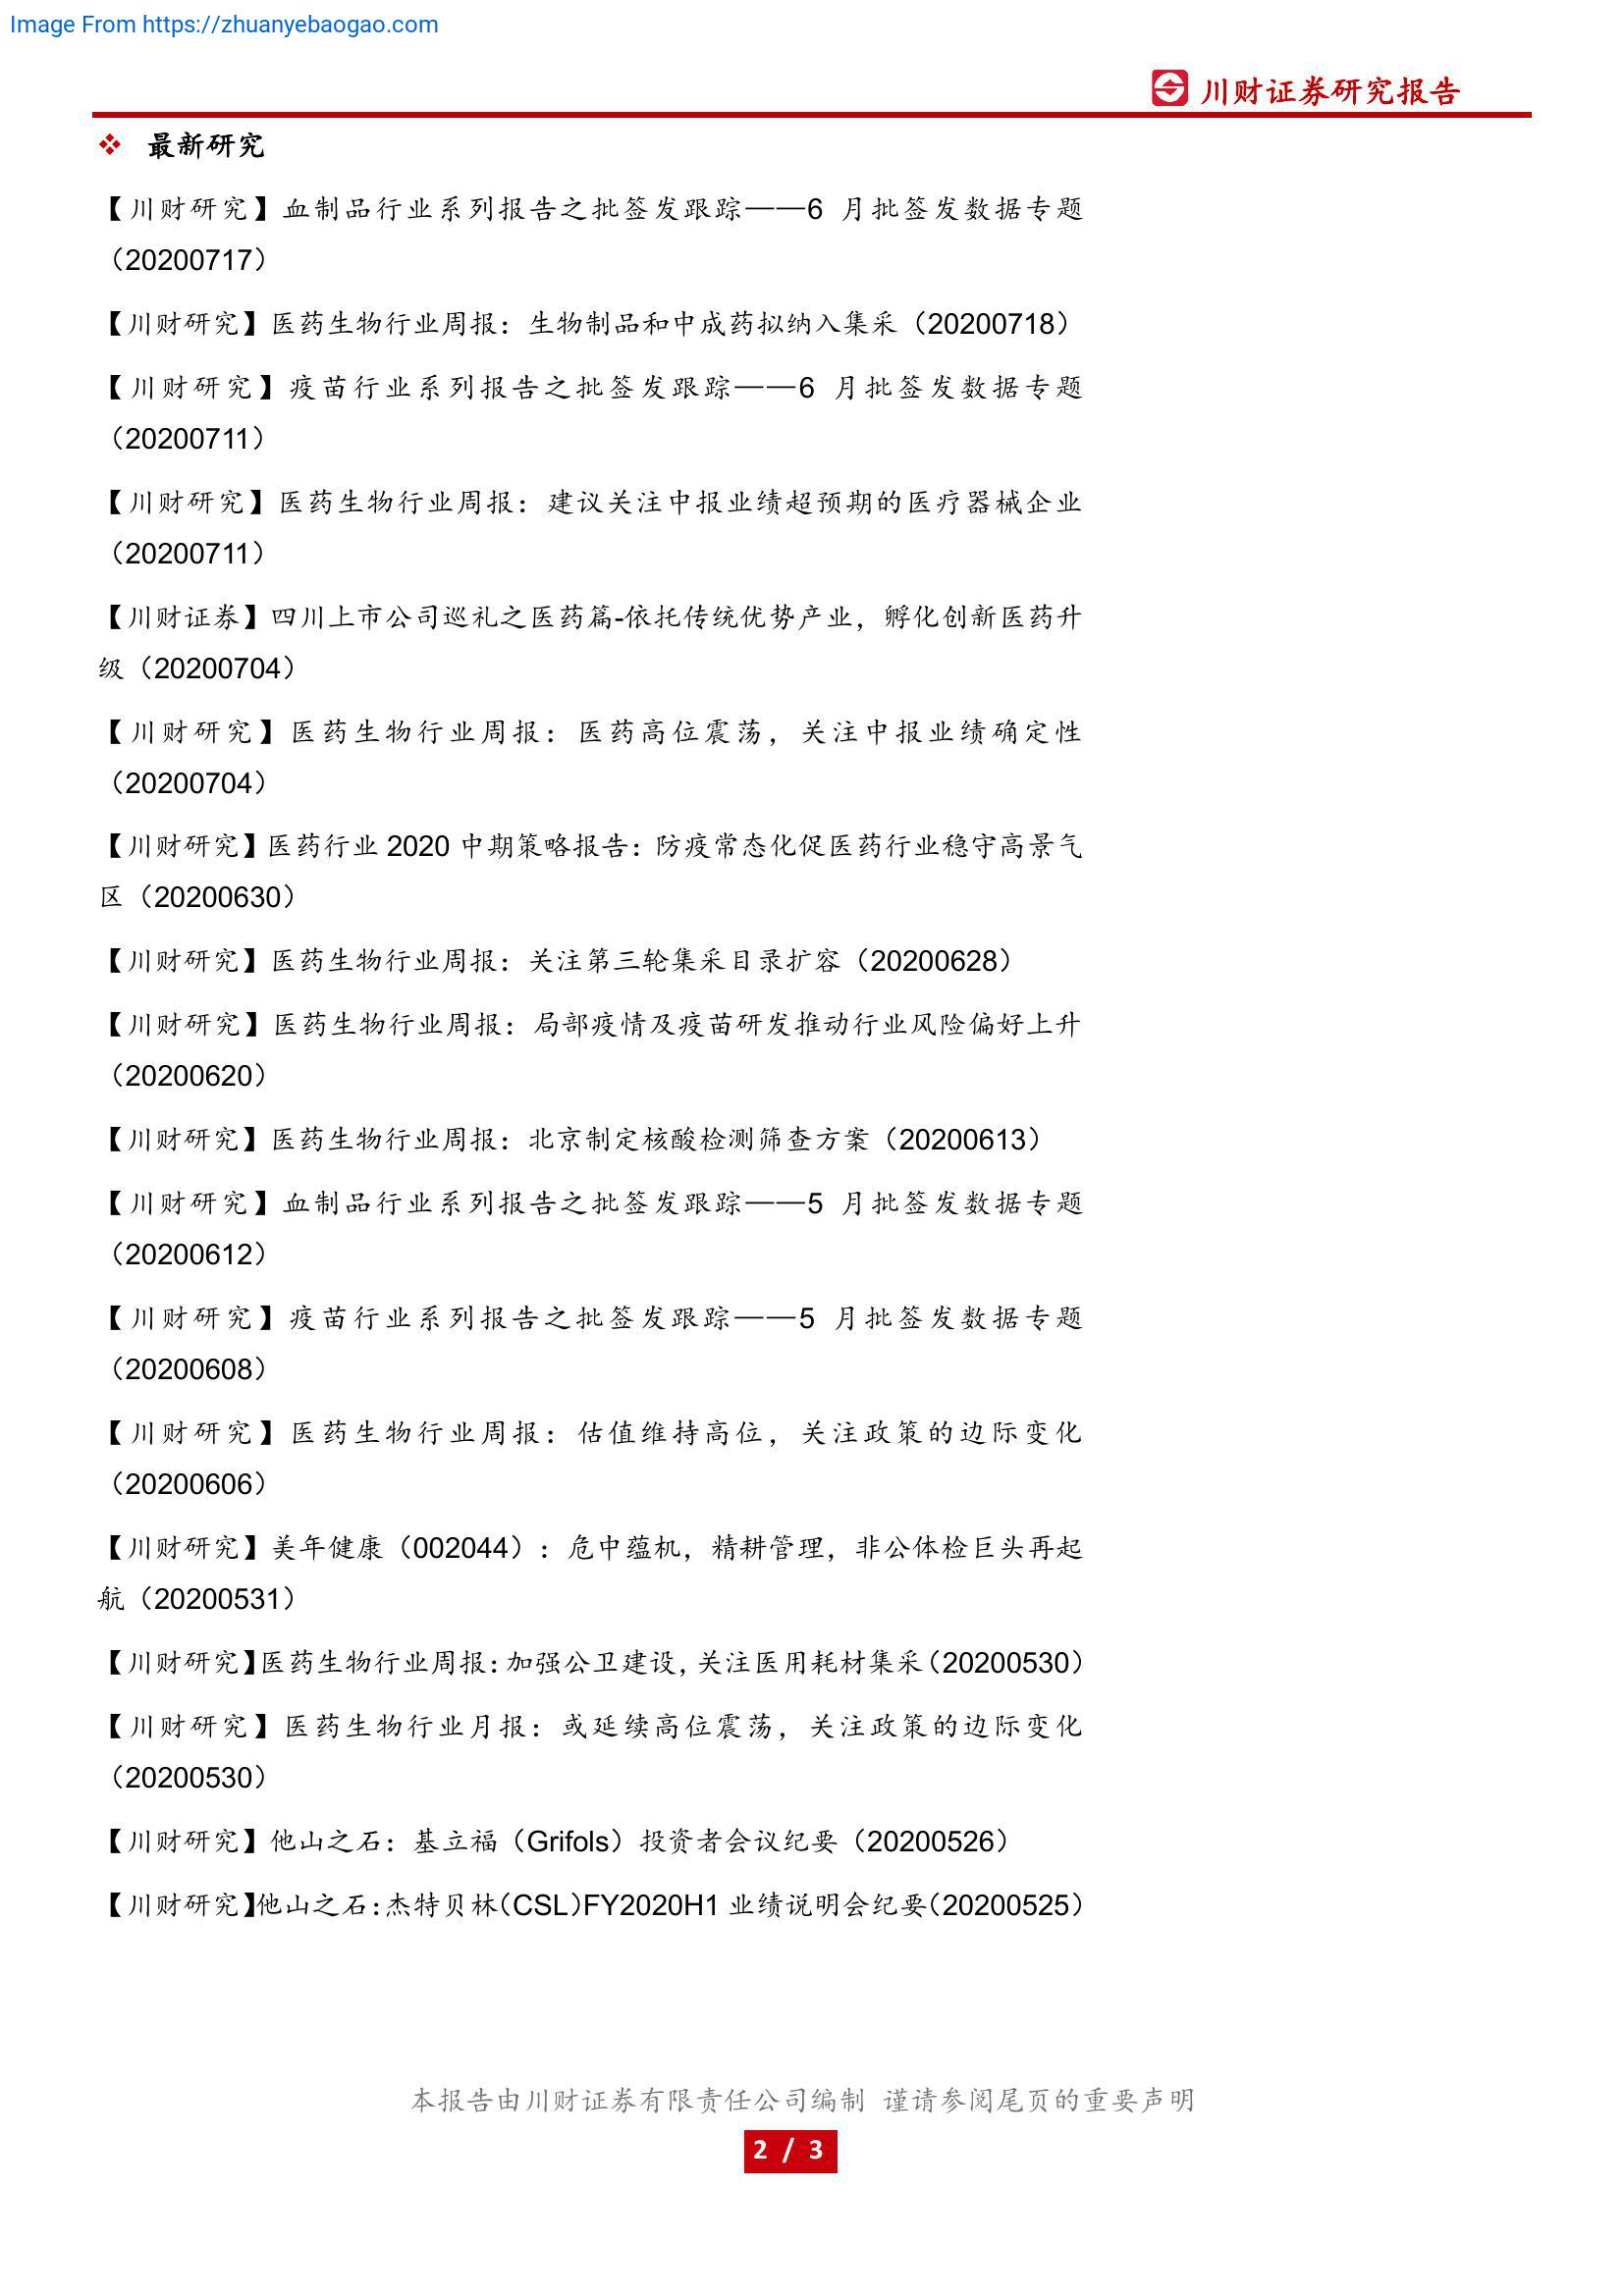 Image From https://zhuanyebaogao.com
川财证券研究报告
❖ 最新研究
【川财研究】血制品行业系列报告之批签发跟踪——6 月批签发数据专题
（20200717）
【川财研究】医药生物行业周报：生物制品和中成药拟纳入集采（20200718）
【川财研究】疫苗行业系列报告之批签发跟踪——6 月批签发数据专题
（20200711）
【川财研究】医药生物行业周报：建议关注中报业绩超预期的医疗器械企业
（20200711）
【川财证券】四川上市公司巡礼之医药篇-依托传统优势产业，孵化创新医药升
级（20200704）
【川财研究】医药生物行业周报：医药高位震荡，关注中报业绩确定性
（20200704）
【川财研究】医药行业 2020 中期策略报告：防疫常态化促医药行业稳守高景气
区（20200630）
【川财研究】医药生物行业周报：关注第三轮集采目录扩容（20200628）
【川财研究】医药生物行业周报：局部疫情及疫苗研发推动行业风险偏好上升
（20200620）
【川财研究】医药生物行业周报：北京制定核酸检测筛查方案（20200613）
【川财研究】血制品行业系列报告之批签发跟踪——5 月批签发数据专题
（20200612）
【川财研究】疫苗行业系列报告之批签发跟踪——5 月批签发数据专题
（20200608）
【川财研究】医药生物行业周报：估值维持高位，关注政策的边际变化
（20200606）
【川财研究】美年健康（002044）：危中蕴机，精耕管理，非公体检巨头再起
航（20200531）
【川财研究】医药生物行业周报：加强公卫建设，关注医用耗材集采（20200530）
【川财研究】医药生物行业月报：或延续高位震荡，关注政策的边际变化
（20200530）
【川财研究】他山之石：基立福（Grifols）投资者会议纪要（20200526）
【川财研究】他山之石：杰特贝林（CSL）FY2020H1 业绩说明会纪要（20200525）
本报告由川财证券有限责任公司编制 谨请参阅尾页的重要声明
2 / 3